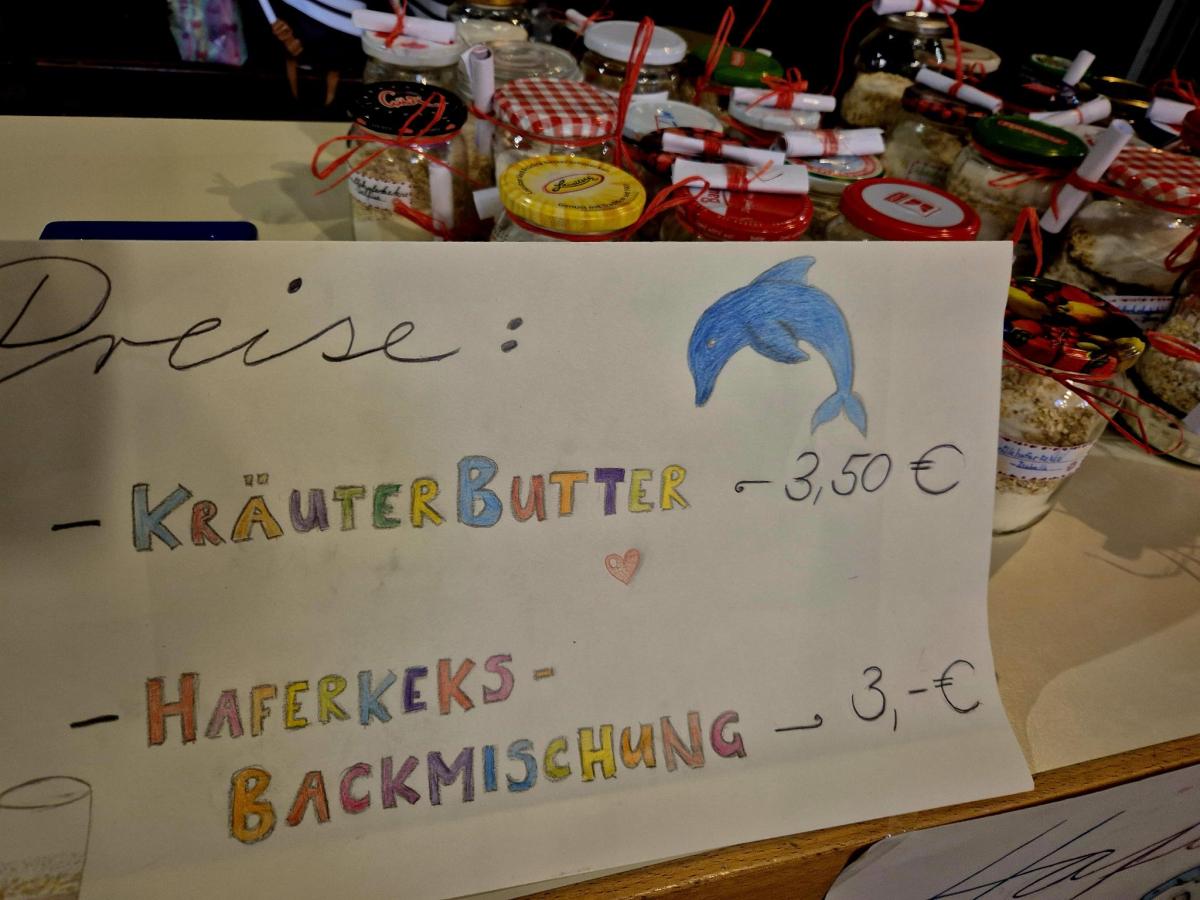 Preise:
- KRÄUTERBUTTER - 3,50 €
- HAFERKEKS-
BACKMISCHUNG - 3,-€